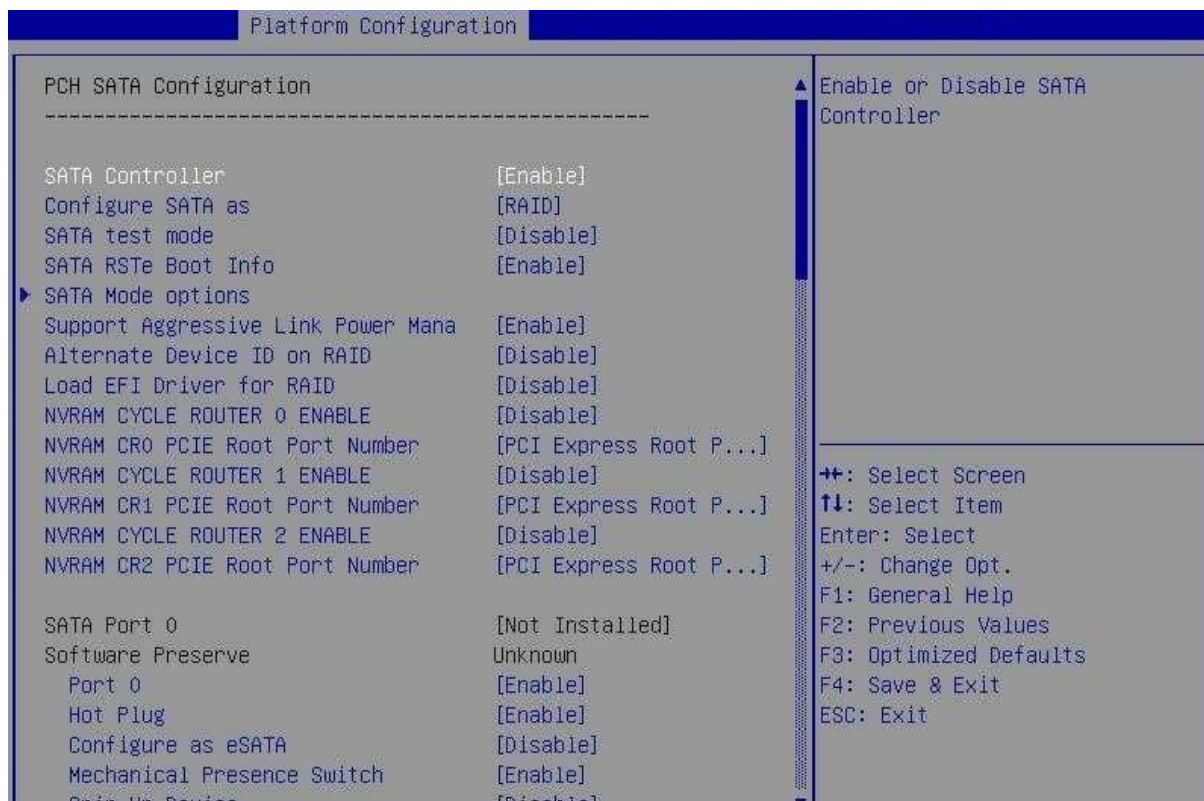 Platform Configuration
PCH SATA Configuration
------------------------------------------------
SATA Controller [Enable]
Configure SATA as [RAID]
SATA test mode [Disable]
SATA RSTe Boot Info [Enable]
SATA Mode options
Support Aggressive Link Power Mana [Enable]
Alternate Device ID on RAID [Disable]
Load EFI Driver for RAID [Disable]
NVRAM CYCLE ROUTER 0 ENABLE [Disable]
NVRAM CR0 PCIE Root Port Number [PCI Express Root P...]
NVRAM CYCLE ROUTER 1 ENABLE [Disable]
NVRAM CR1 PCIE Root Port Number [PCI Express Root P...]
NVRAM CYCLE ROUTER 2 ENABLE [Disable]
NVRAM CR2 PCIE Root Port Number [PCI Express Root P...]
SATA Port 0 [Not Installed]
Software Preserve Unknown
Port 0 [Enable]
Hot Plug [Enable]
Configure as eSATA [Disable]
Mechanical Presence Switch [Enable]
Enable or Disable SATA
Controller
→←: Select Screen
↑↓: Select Item
Enter: Select
+/-: Change Opt.
F1: General Help
F2: Previous Values
F3: Optimized Defaults
F4: Save & Exit
ESC: Exit